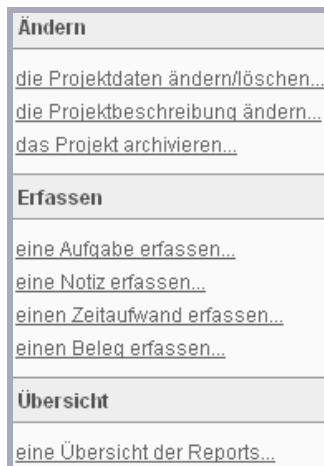 Ändern
die Projektdaten ändern/löschen...
die Projektbeschreibung ändern...
das Projekt archivieren...
Erfassen
eine Aufgabe erfassen...
eine Notiz erfassen...
einen Zeitaufwand erfassen...
einen Beleg erfassen...
Übersicht
eine Übersicht der Reports...